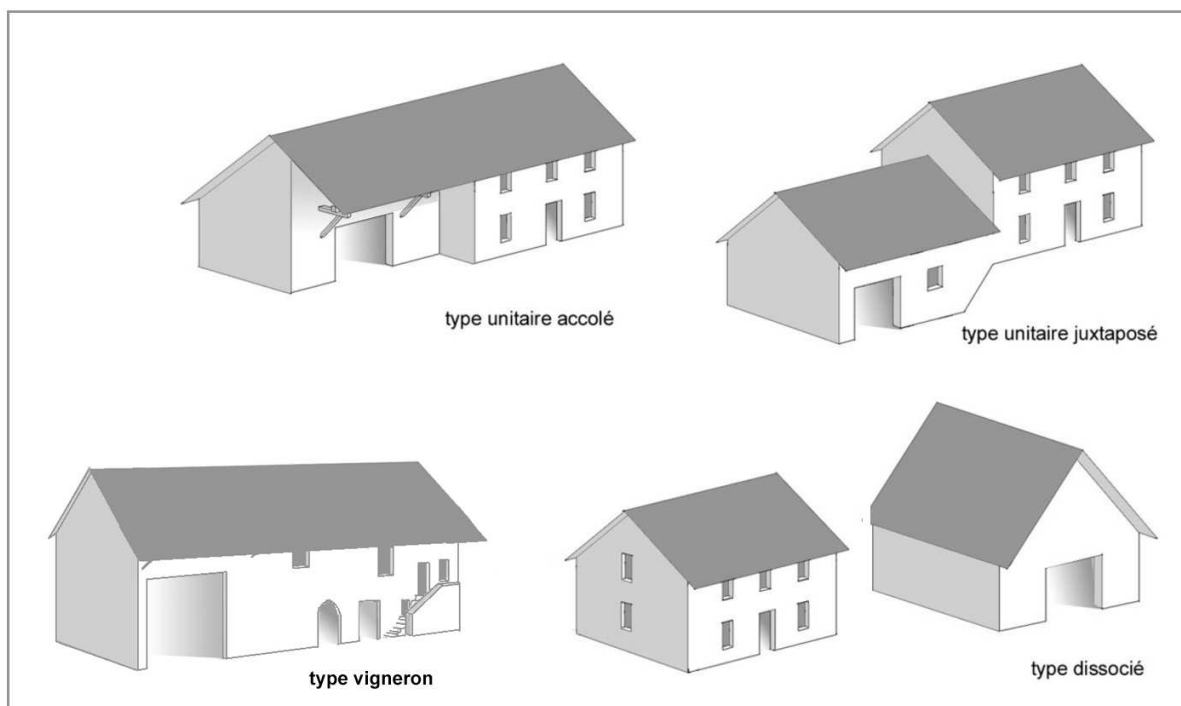 type unitaire accolé
type unitaire juxtaposé
type vigneron
type dissocié